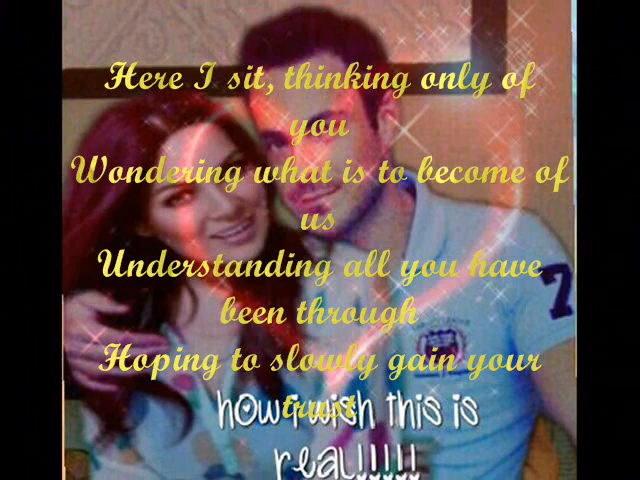 Here I sit, thinking only of
you
Wondering what is to become of
us
Understanding all you have
been through
Hoping to slowly gain your
trust
how i wish this is
real!!!!!
7